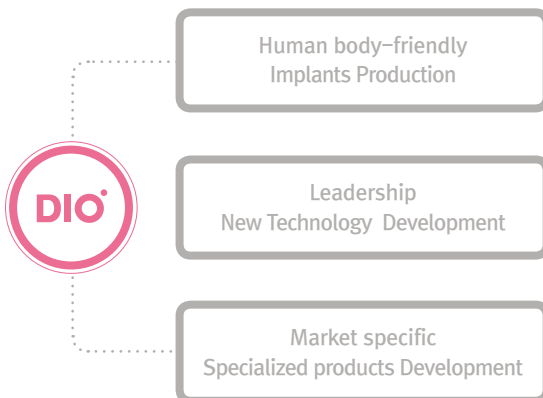 Human body-friendly
Implants Production
DIO
Leadership
New Technology Development
Market specific
Specialized products Development